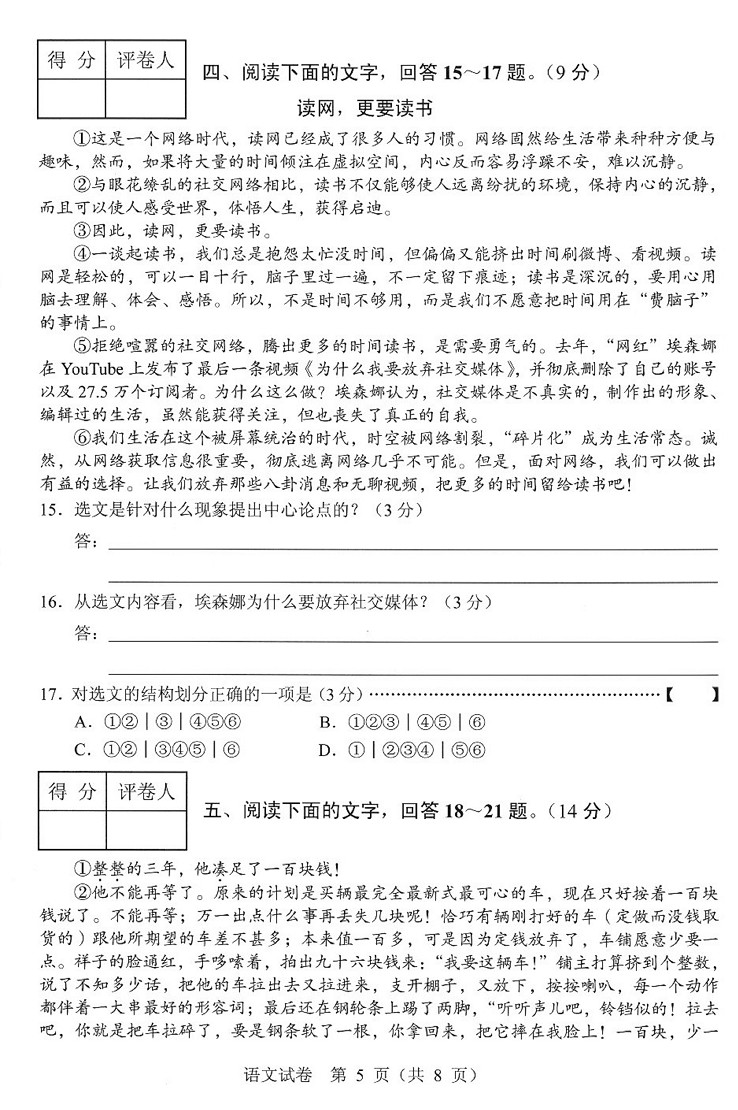 得 分 评卷人
四、阅读下面的文字，回答 15～17 题。（9 分）
读网，更要读书
①这是一个网络时代，读网已经成了很多人的习惯。网络固然给生活带来种种方便与
趣味，然而，如果将大量的时间倾注在虚拟空间，内心反而容易浮躁不安，难以沉静。
②与眼花缭乱的社交网络相比，读书不仅能够使人远离纷扰的环境，保持内心的沉静，
而且可以使人感受世界，体悟人生，获得启迪。
③因此，读网，更要读书。
④一谈起读书，我们总是抱怨太忙没时间，但偏偏又能挤出时间刷微博、看视频。读
网是轻松的，可以一目十行，脑子里过一遍，不一定留下痕迹；读书是深沉的，要用心用
脑去理解、体会、感悟。所以，不是时间不够用，而是我们不愿意把时间用在“费脑子”
的事情上。
⑤拒绝喧嚣的社交网络，腾出更多的时间读书，是需要勇气的。去年，“网红”埃森娜
在 YouTube 上发布了最后一条视频《为什么我要放弃社交媒体》，并彻底删除了自己的账号
以及 27.5 万个订阅者。为什么这么做？埃森娜认为，社交媒体是不真实的，制作出的形象、
编辑过的生活，虽然能获得关注，但也丧失了真正的自我。
⑥我们生活在这个被屏幕统治的时代，时空被网络割裂，“碎片化”成为生活常态。诚
然，从网络获取信息很重要，彻底逃离网络几乎不可能。但是，面对网络，我们可以做出
有益的选择。让我们放弃那些八卦消息和无聊视频，把更多的时间留给读书吧！
15．选文是针对什么现象提出中心论点的？（3 分）
答：
16．从选文内容看，埃森娜为什么要放弃社交媒体？（3 分）
答：
17．对选文的结构划分正确的一项是（3 分）……………………………………………【 】
A．①②｜③｜④⑤⑥ B．①②③｜④⑤｜⑥
C．①②｜③④⑤｜⑥ D．①｜②③④｜⑤⑥
得 分 评卷人
五、阅读下面的文字，回答 18～21 题。（14 分）
①整整的三年，他凑足了一百块钱！
②他不能再等了。原来的计划是买辆最完全最新式最可心的车，现在只好按着一百块
钱说了。不能再等；万一出点什么事再丢失几块呢！恰巧有辆刚打好的车（定做而没钱取
货的）跟他所期望的车差不甚多；本来值一百多，可是因为定钱放弃了，车铺愿意少要一
点。祥子的脸通红，手哆嗦着，拍出九十六块钱来：“我要这辆车！”铺主打算挤到个整数，
说了不知多少话，把他的车拉出去又拉进来，支开棚子，又放下，按按喇叭，每一个动作
都伴着一大串最好的形容词；最后还在钢轮条上踢了两脚，“听听声儿吧，铃铛似的！拉去
吧，你就是把车拉碎了，要是钢条软了一根，你拿回来，把它摔在我脸上！一百块，少一
语文试卷 第 5 页（共 8 页）